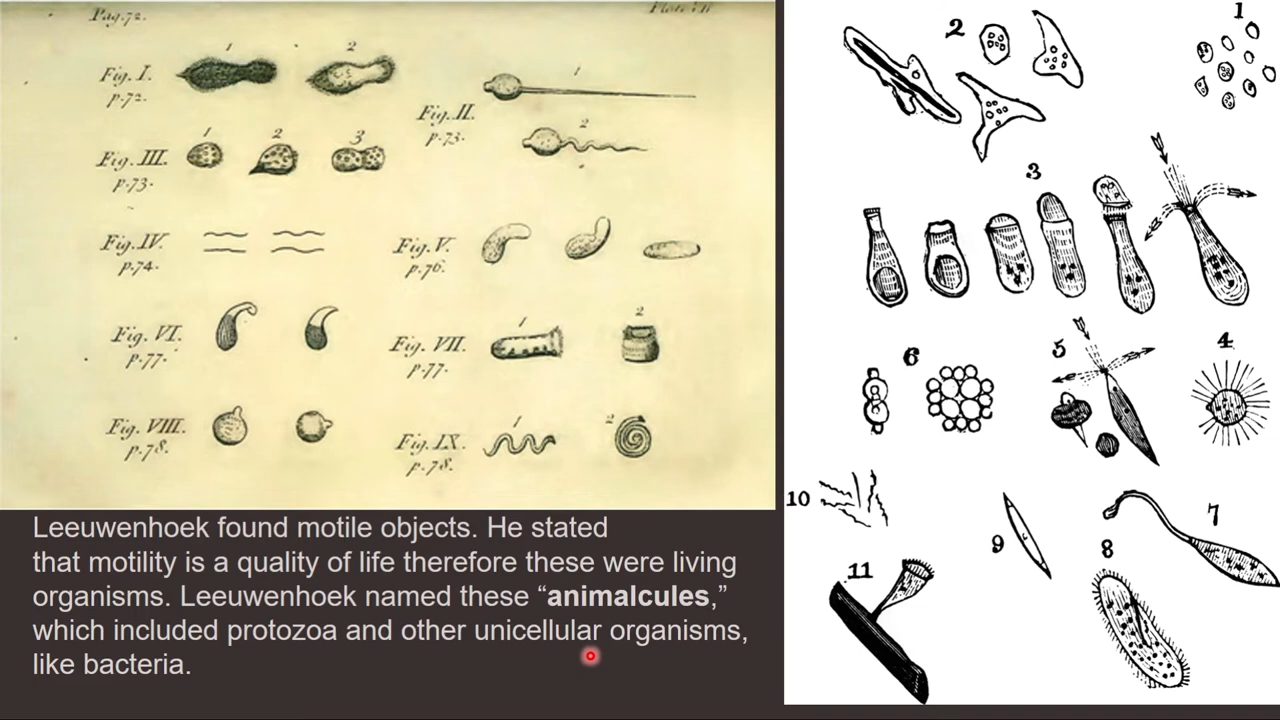 Pag. 72.
1 2
Fig. I.
p. 72.
1
Fig. II.
p. 73.
2
1 2 3
Fig. III.
p. 73.
Fig. IV.
p. 74.
Fig. V.
p. 76.
Fig. VI.
p. 77.
1 2
Fig. VII.
p. 77.
Fig. VIII.
p. 78.
1 2
Fig. IX.
p. 78.
Leeuwenhoek found motile objects. He stated
that motility is a quality of life therefore these were living
organisms. Leeuwenhoek named these “animalcules,”
which included protozoa and other unicellular organisms,
like bacteria.
2 1
3
6 5 4
10 9 8 7
11